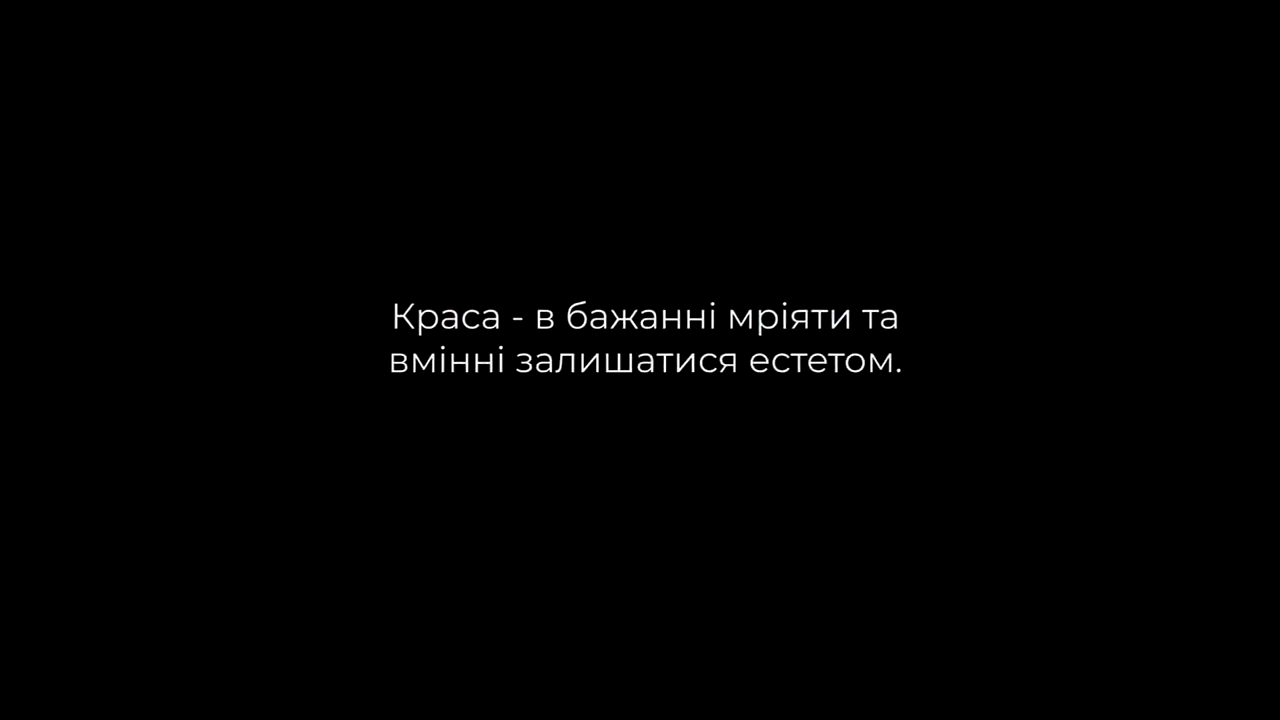 Краса - в бажанні мріяти та
вмінні залишатися естетом.